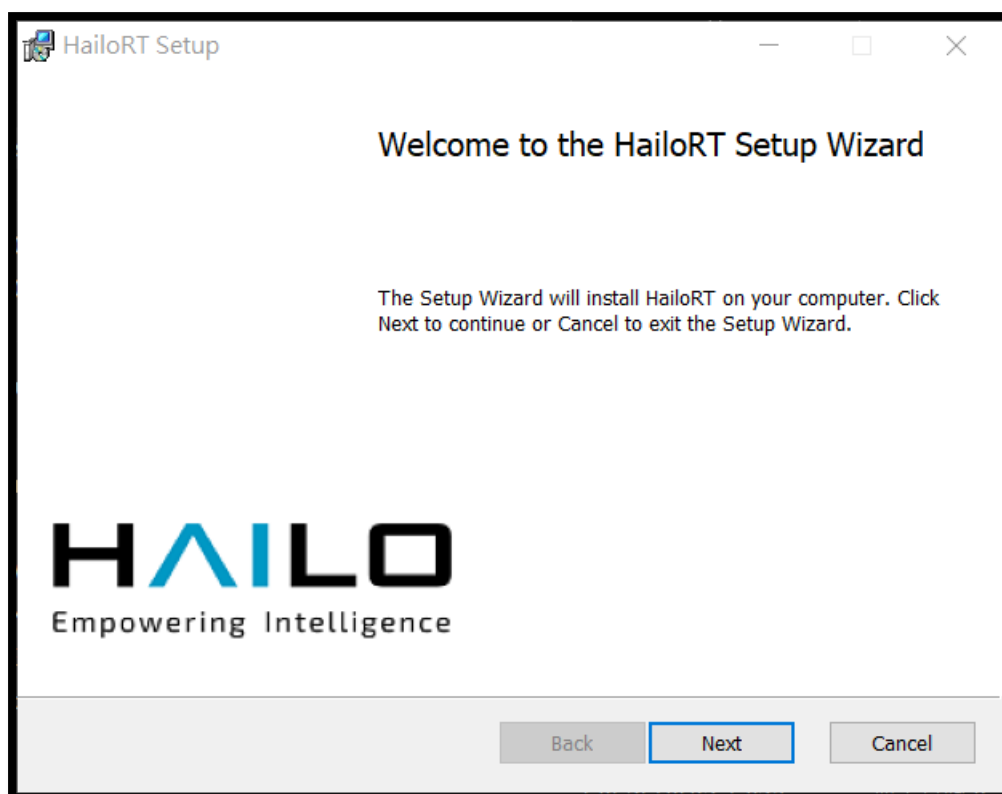 HailoRT Setup
Welcome to the HailoRT Setup Wizard
The Setup Wizard will install HailoRT on your computer. Click
Next to continue or Cancel to exit the Setup Wizard.
HAILO
Empowering Intelligence
Back Next Cancel